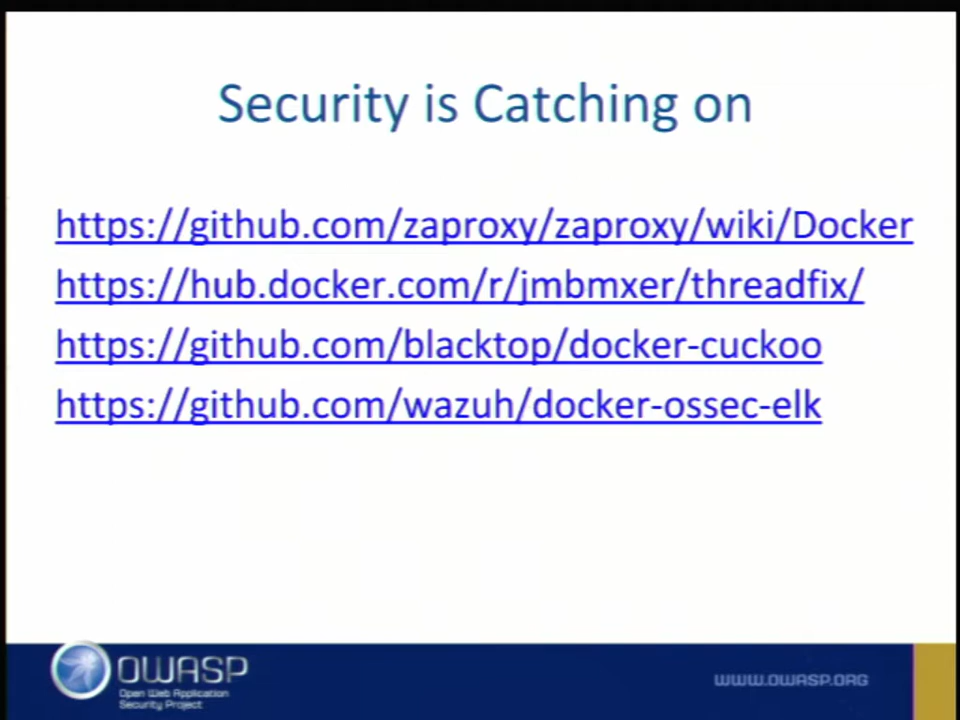 Security is Catching on
https://github.com/zaproxy/zaproxy/wiki/Docker
https://hub.docker.com/r/jmbmxer/threadfix/
https://github.com/blacktop/docker-cuckoo
https://github.com/wazuh/docker-ossec-elk
OWASP
Open Web Application
Security Project
WWW.OWASP.ORG